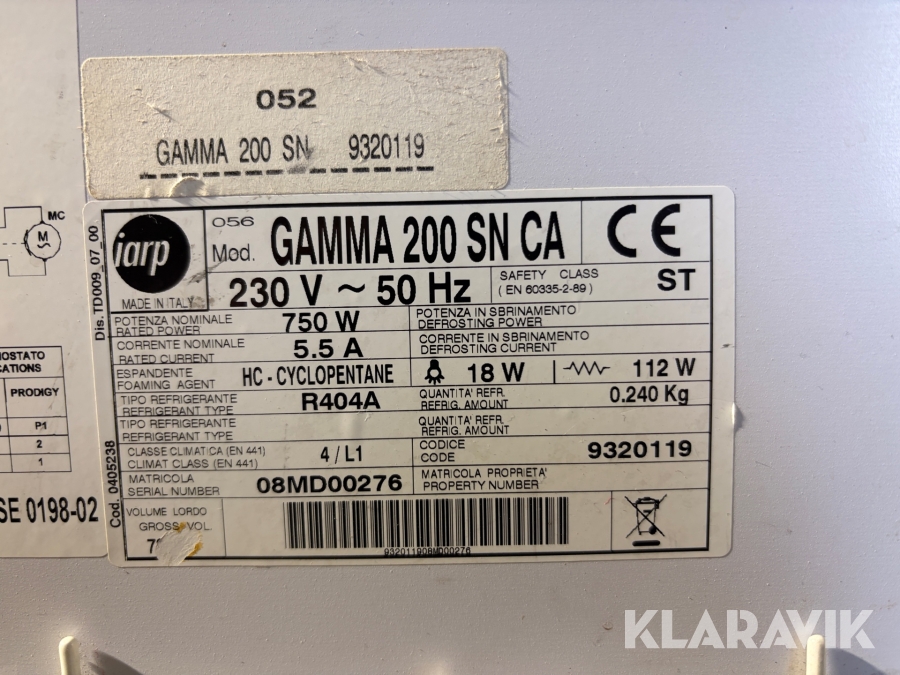 052
GAMMA 200 SN 9320119
MC
M
iarp
MADE IN ITALY
056
Mod. GAMMA 200 SN CA
CE
230 V ~ 50 Hz
SAFETY CLASS
(EN 60335-2-89)
ST
POTENZA NOMINALE
RATED POWER
750 W
POTENZA IN SBRINAMENTO
DEFROSTING POWER
CORRENTE NOMINALE
RATED CURRENT
5.5 A
CORRENTE IN SBRINAMENTO
DEFROSTING CURRENT
ESPANDENTE
FOAMING AGENT
HC - CYCLOPENTANE
18 W
112 W
TIPO REFRIGERANTE
REFRIGERANT TYPE
R404A
QUANTITA' REFR.
REFRIG. AMOUNT
0.240 Kg
TIPO REFRIGERANTE
REFRIGERANT TYPE
QUANTITA' REFR.
REFRIG. AMOUNT
CLASSE CLIMATICA (EN 441)
CLIMAT CLASS (EN 441)
4 / L1
CODICE
CODE
9320119
MATRICOLA
SERIAL NUMBER
08MD00276
MATRICOLA PROPRIETA'
PROPERTY NUMBER
VOLUME LORDO
GROSS VOL.
932011908MD00276
Dis. TD009_07_00
Cod. 0405238
PRODIGY
P1
2
1
SE 0198-02
KLARAVIK